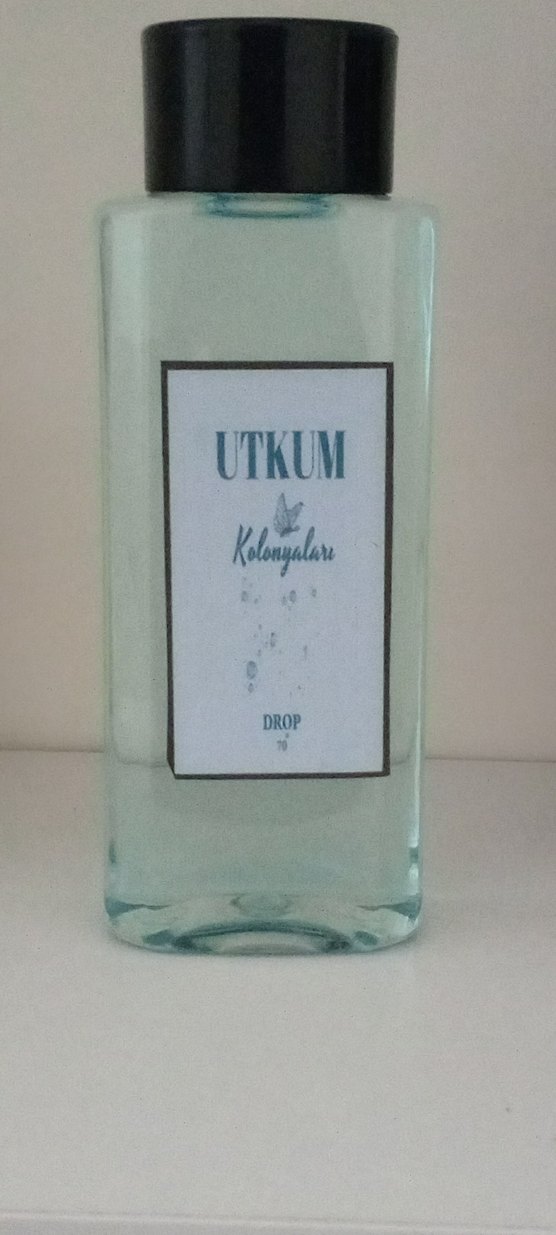 UTKUM
Kolonyaları
DROP
70°